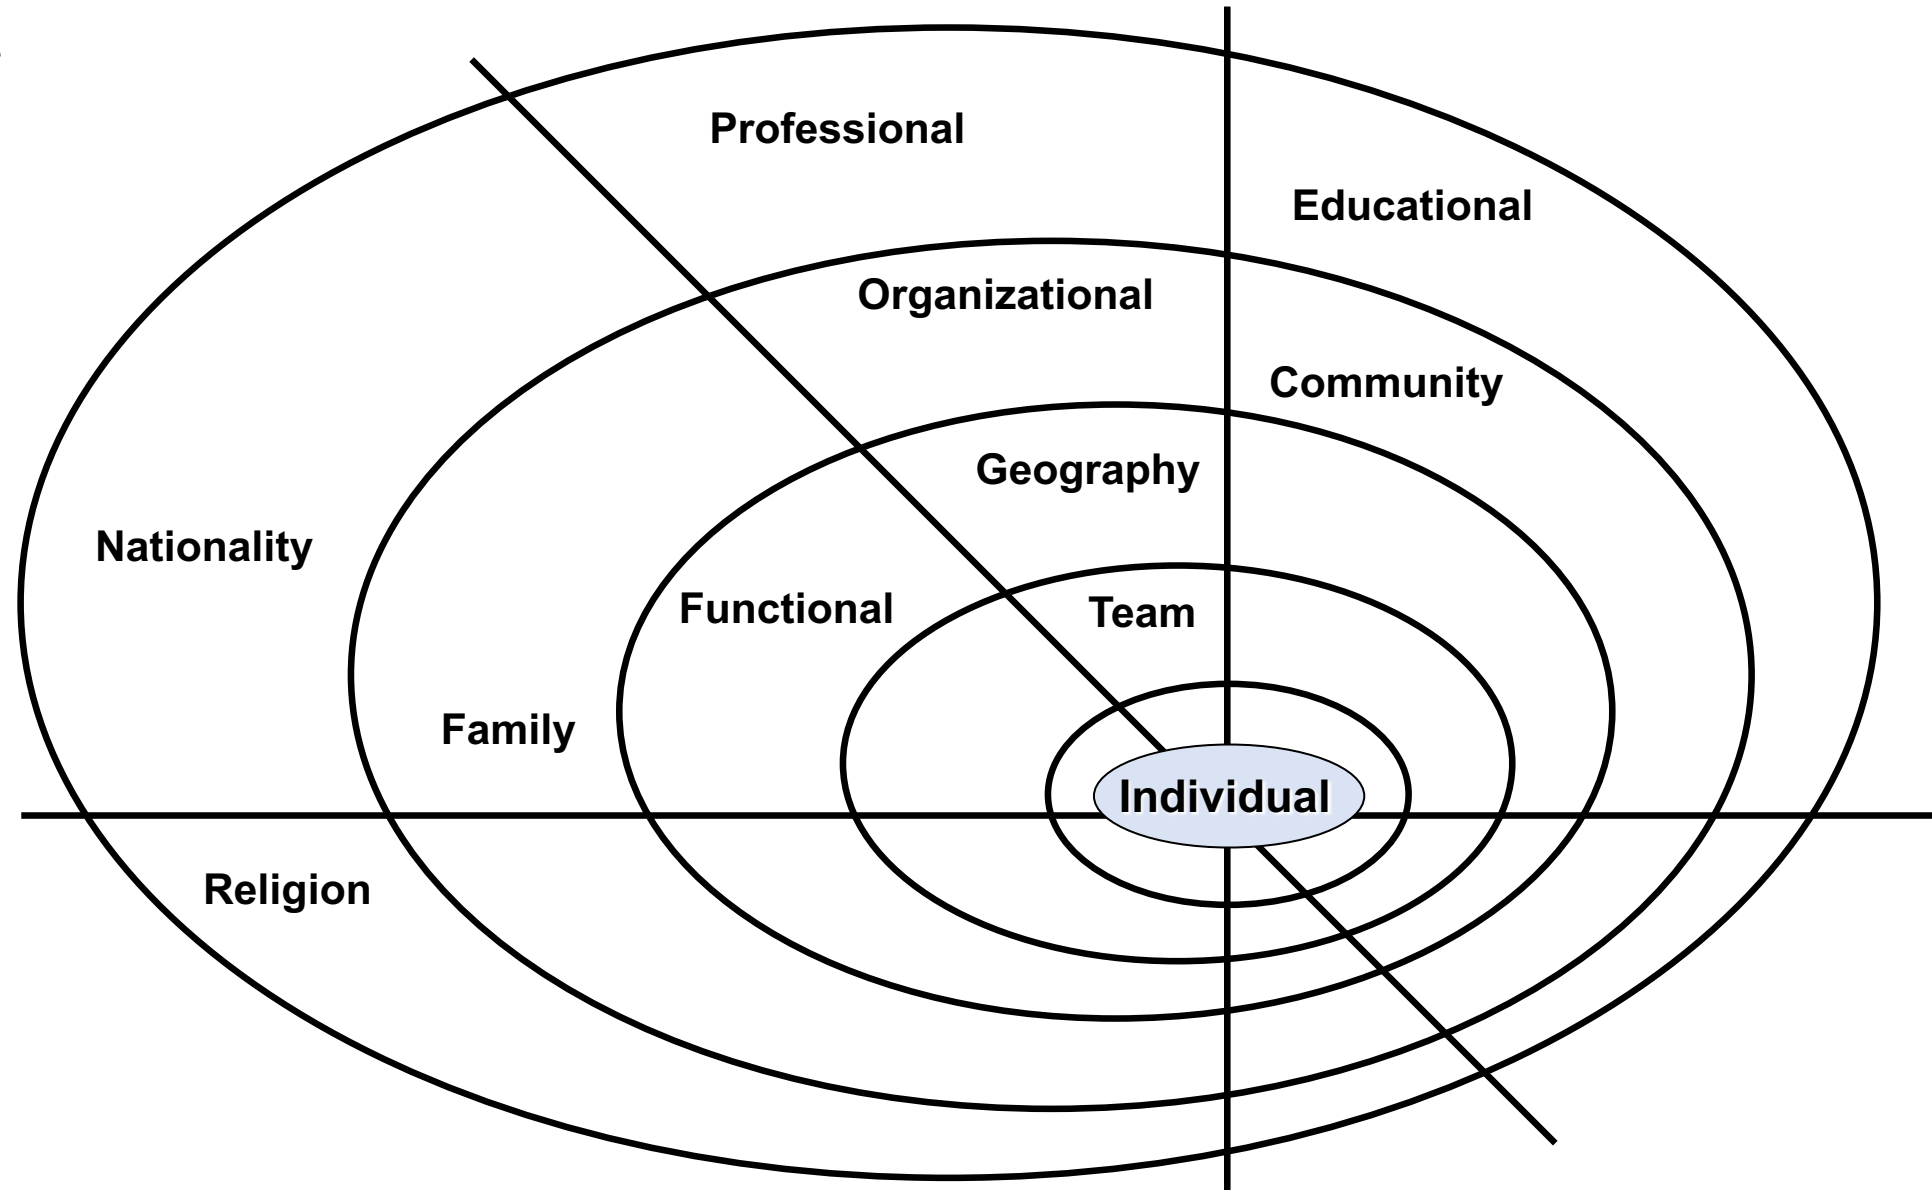 Professional
Educational
Organizational
Community
Geography
Nationality
Functional
Team
Family
Individual
Religion